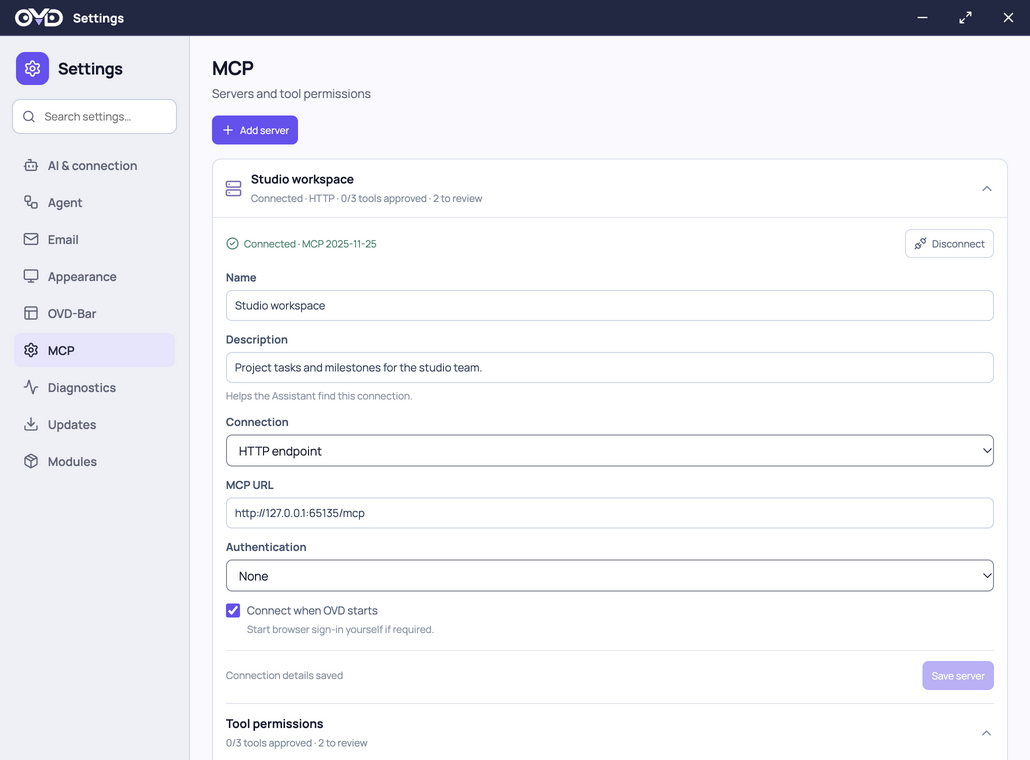 OVD Settings
Settings
Search settings...
AI & connection
Agent
Email
Appearance
OVD-Bar
MCP
Diagnostics
Updates
Modules
MCP
Servers and tool permissions
Add server
Studio workspace
Connected · HTTP · 0/3 tools approved · 2 to review
Connected · MCP 2025-11-25
Disconnect
Name
Studio workspace
Description
Project tasks and milestones for the studio team.
Helps the Assistant find this connection.
Connection
HTTP endpoint
MCP URL
http://127.0.0.1:65135/mcp
Authentication
None
Connect when OVD starts
Start browser sign-in yourself if required.
Connection details saved
Save server
Tool permissions
0/3 tools approved · 2 to review